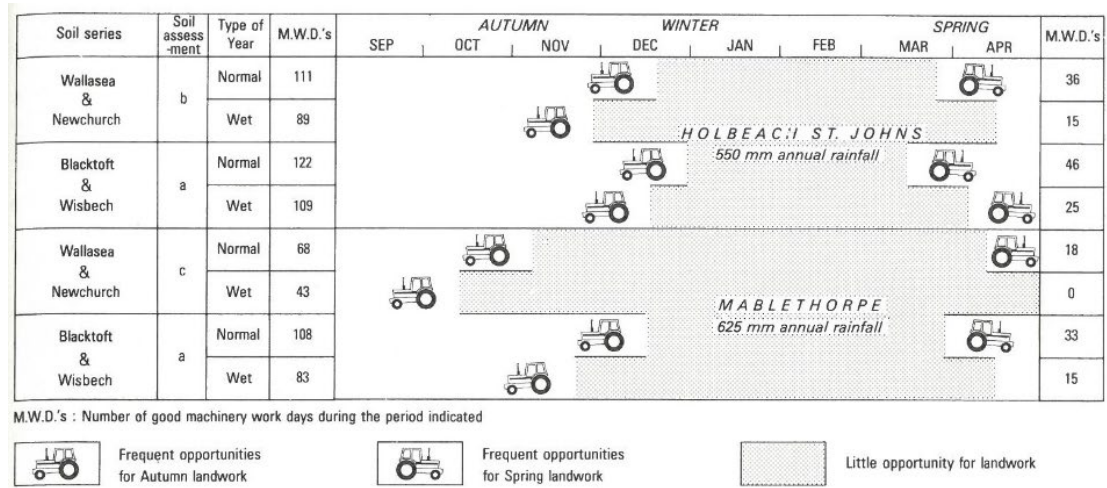 Soil series Soil assess -ment Type of Year M.W.D.'s AUTUMN WINTER SPRING M.W.D.'s
SEP OCT NOV DEC JAN FEB MAR APR
Wallasea & Newchurch b Normal 111 36
Wet 89 15
HOLBEACH ST. JOHNS
550 mm annual rainfall
Blacktoft & Wisbech a Normal 122 46
Wet 109 25
Wallasea & Newchurch c Normal 68 18
Wet 43 0
MABLETHORPE
625 mm annual rainfall
Blacktoft & Wisbech a Normal 108 33
Wet 83 15
M.W.D.'s : Number of good machinery work days during the period indicated
Frequent opportunities
for Autumn landwork
Frequent opportunities
for Spring landwork
Little opportunity for landwork